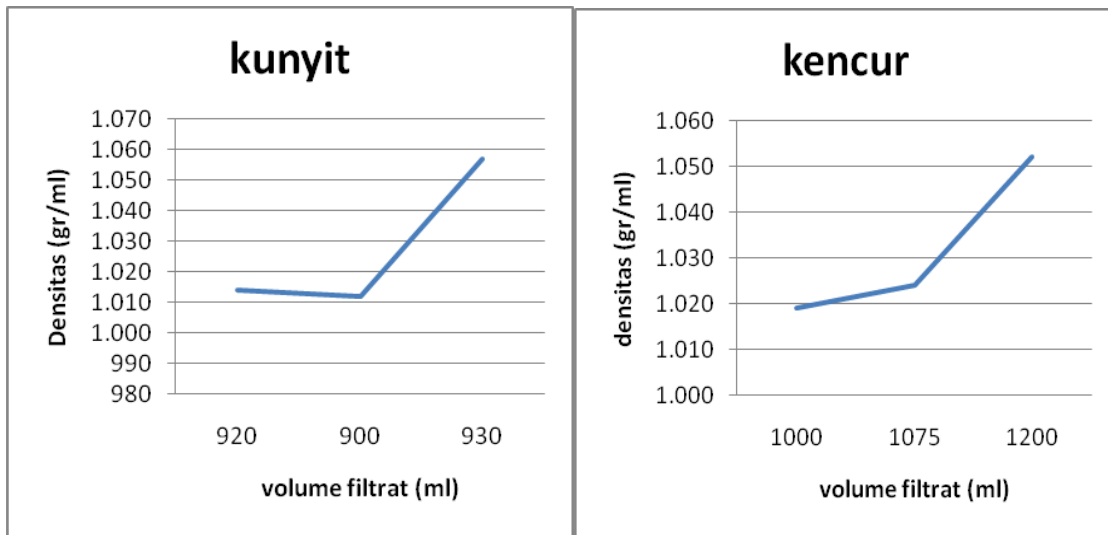 kunyit
Densitas (gr/ml)
1.070
1.060
1.050
1.040
1.030
1.020
1.010
1.000
990
980
920 900 930
volume filtrat (ml)
kencur
densitas (gr/ml)
1.060
1.050
1.040
1.030
1.020
1.010
1.000
1000 1075 1200
volume filtrat (ml)